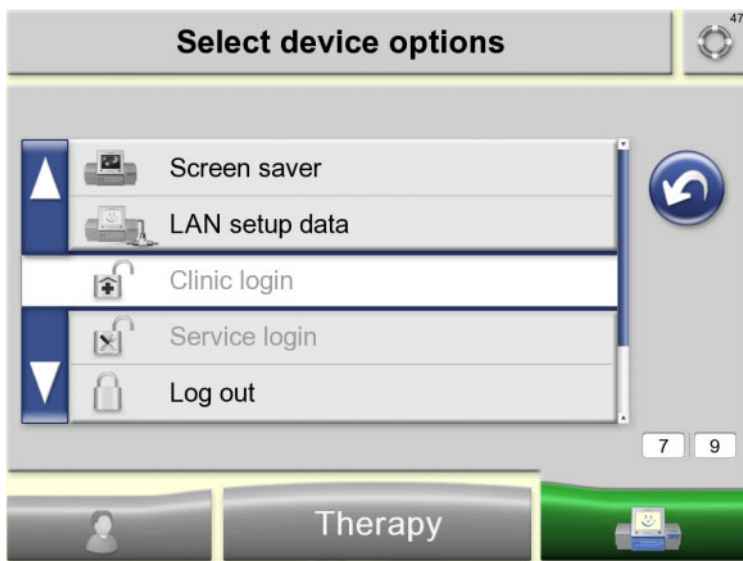 Select device options
47
Screen saver
LAN setup data
Clinic login
Service login
Log out
7 9
Therapy